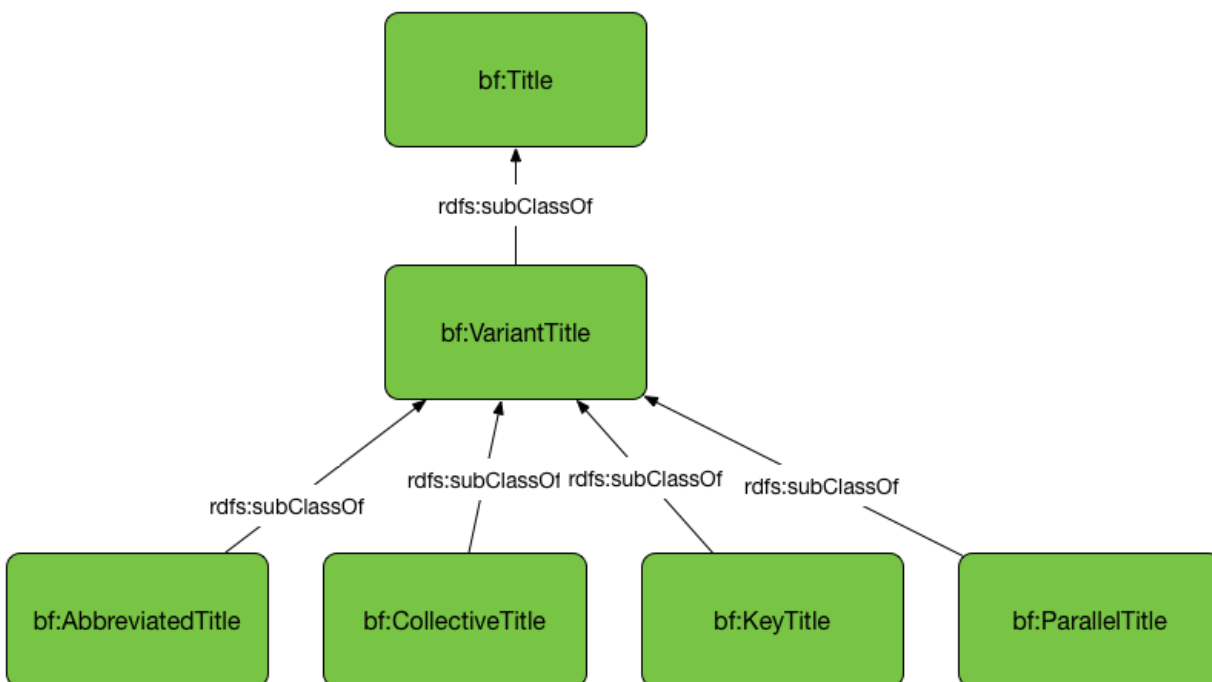 bf:Title
rdfs:subClassOf
bf:VariantTitle
rdfs:subClassOf
rdfs:subClassOf
rdfs:subClassOf
rdfs:subClassOf
bf:AbbreviatedTitle
bf:CollectiveTitle
bf:KeyTitle
bf:ParallelTitle